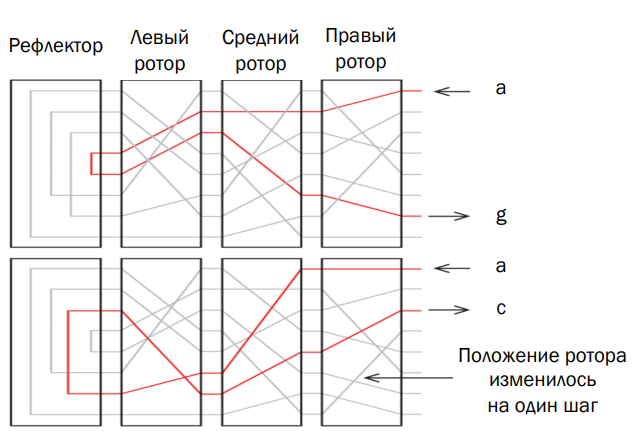 Рефлектор
Левый
ротор
Средний
ротор
Правый
ротор
a
g
a
c
Положение ротора
изменилось
на один шаг